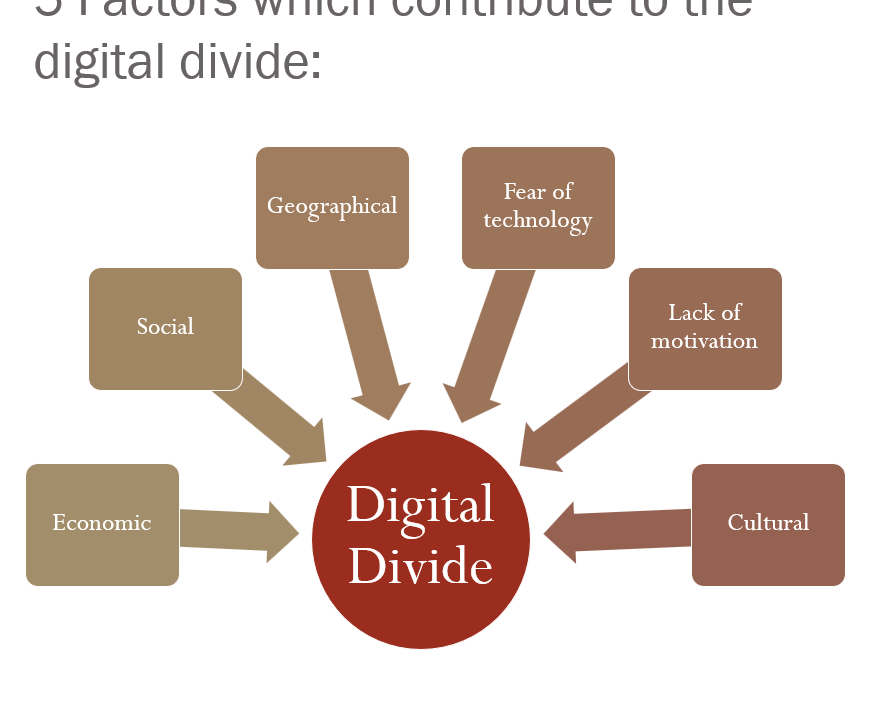 5 Factors which contribute to the
digital divide:
Geographical
Fear of
technology
Social
Lack of
motivation
Economic
Digital
Divide
Cultural